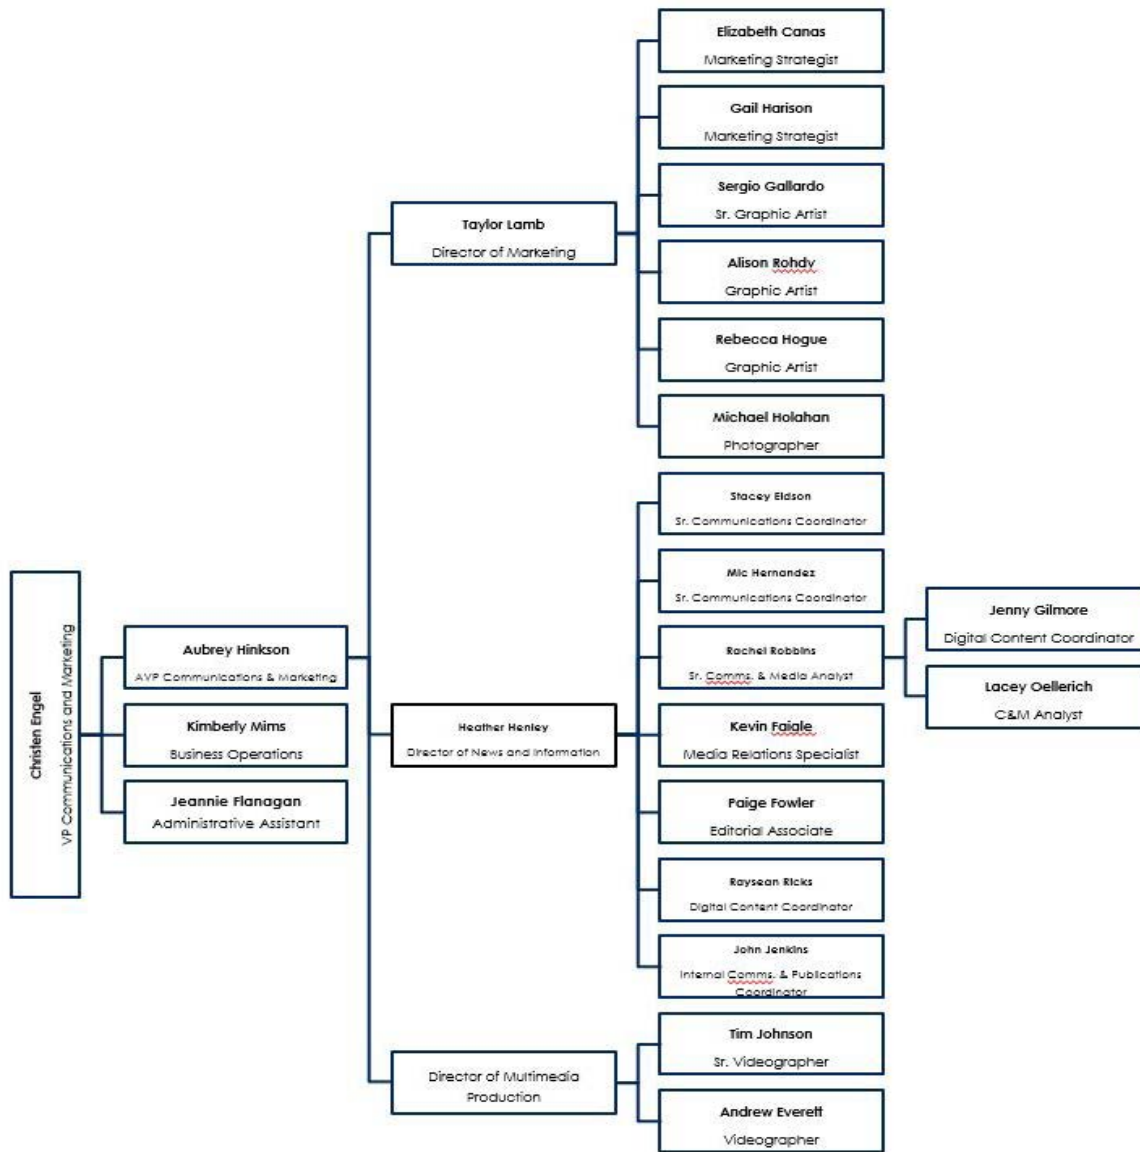 Christen Engel
VP Communications and Marketing
Aubrey Hinkson
AVP Communications & Marketing
Kimberly Mims
Business Operations
Jeannie Flanagan
Administrative Assistant
Taylor Lamb
Director of Marketing
Elizabeth Canas
Marketing Strategist
Gail Harison
Marketing Strategist
Sergio Gallardo
Sr. Graphic Artist
Alison Rohdy
Graphic Artist
Rebecca Hogue
Graphic Artist
Michael Holahan
Photographer
Heather Henley
Director of News and Information
Stacey Eidson
Sr. Communications Coordinator
Mic Hernandez
Sr. Communications Coordinator
Rachel Robbins
Sr. Comms. & Media Analyst
Jenny Gilmore
Digital Content Coordinator
Lacey Oellerich
C&M Analyst
Kevin Faigle
Media Relations Specialist
Paige Fowler
Editorial Associate
Raysean Ricks
Digital Content Coordinator
John Jenkins
Internal Comms. & Publications
Coordinator
Director of Multimedia
Production
Tim Johnson
Sr. Videographer
Andrew Everett
Videographer